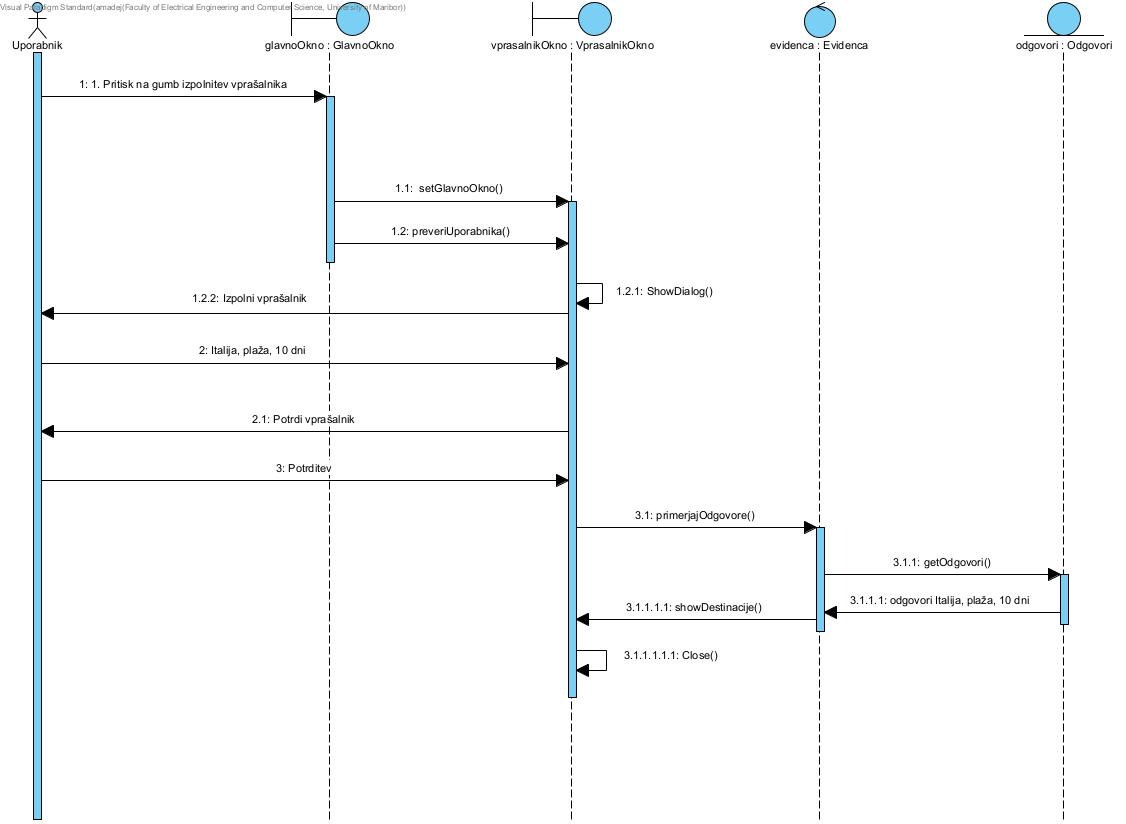 Visual Paradigm Standard(amadej(Faculty of Electrical Engineering and Computer Science, University of Maribor))
Uporabnik
glavnoOkno : GlavnoOkno
vprasalnikOkno : VprasalnikOkno
evidenca : Evidenca
odgovori : Odgovori
1: 1. Pritisk na gumb izpolnitev vprašalnika
1.1: setGlavnoOkno()
1.2: preveriUporabnika()
1.2.1: ShowDialog()
1.2.2: Izpolni vprašalnik
2: Italija, plaža, 10 dni
2.1: Potrdi vprašalnik
3: Potrditev
3.1: primerjajOdgovore()
3.1.1: getOdgovori()
3.1.1.1: odgovori Italija, plaža, 10 dni
3.1.1.1.1: showDestinacije()
3.1.1.1.1.1: Close()